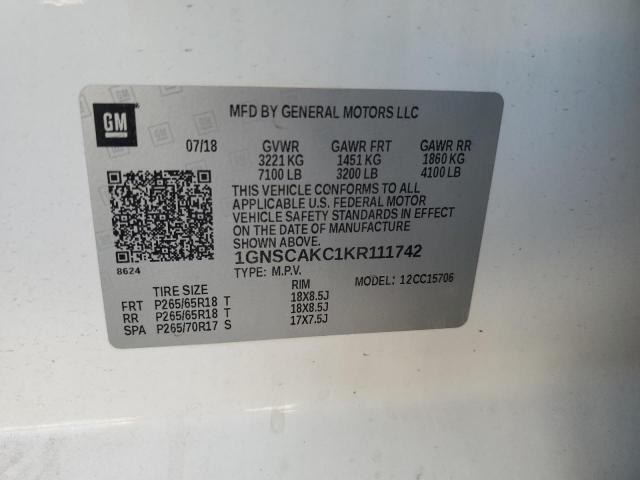 GM
MFD BY GENERAL MOTORS LLC
07/18 GVWR GAWR FRT GAWR RR
3221 KG 1451 KG 1860 KG
7100 LB 3200 LB 4100 LB
THIS VEHICLE CONFORMS TO ALL
APPLICABLE U.S. FEDERAL MOTOR
VEHICLE SAFETY STANDARDS IN EFFECT
ON THE DATE OF MANUFACTURE
SHOWN ABOVE.
8624
1GNSCAKC1KR111742
TYPE: M.P.V. MODEL: 12CC15706
TIRE SIZE RIM
FRT P265/65R18 T 18X8.5J
RR P265/65R18 T 18X8.5J
SPA P265/70R17 S 17X7.5J